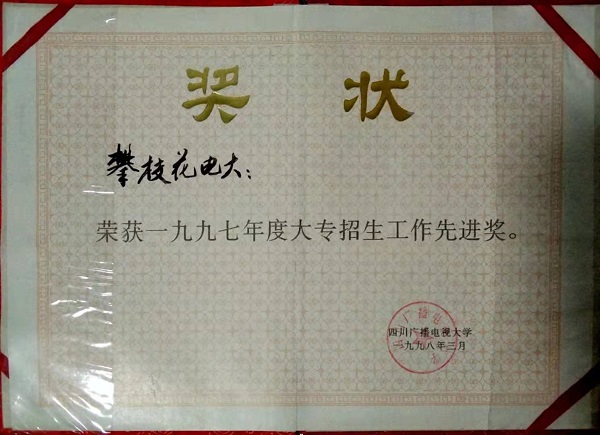 奖状
攀枝花电大：
荣获一九九七年度大专招生工作先进奖。
四川广播电视大学
一九九八年三月